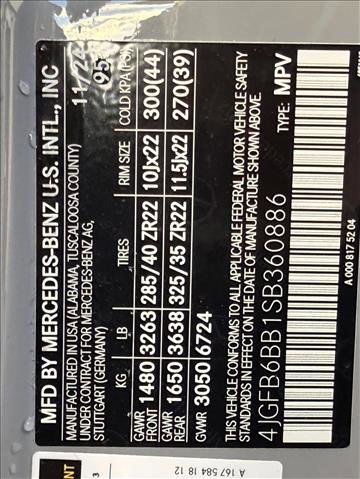 MFD BY MERCEDES-BENZ U.S. INTL., INC
MANUFACTURED IN USA (ALABAMA, TUSCALOOSA COUNTY)
UNDER CONTRACT FOR MERCEDES-BENZ AG,
STUTTGART (GERMANY)
11/24
95
KG LB TIRES RIM SIZE COLD KPA (PSI)
GAWR FRONT 1480 3263 285/40 ZR22 10Jx22 300(44)
GAWR REAR 1650 3638 325/35 ZR22 11.5Jx22 270(39)
GVWR 3050 6724
THIS VEHICLE CONFORMS TO ALL APPLICABLE FEDERAL MOTOR VEHICLE SAFETY
STANDARDS IN EFFECT ON THE DATE OF MANUFACTURE SHOWN ABOVE.
4JGFB6BB1SB360886 TYPE: MPV
A 000 817 52 04
A 167 584 18 12